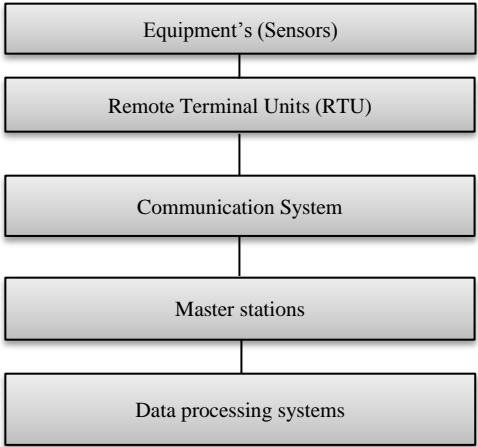 Equipment's (Sensors)
Remote Terminal Units (RTU)
Communication System
Master stations
Data processing systems